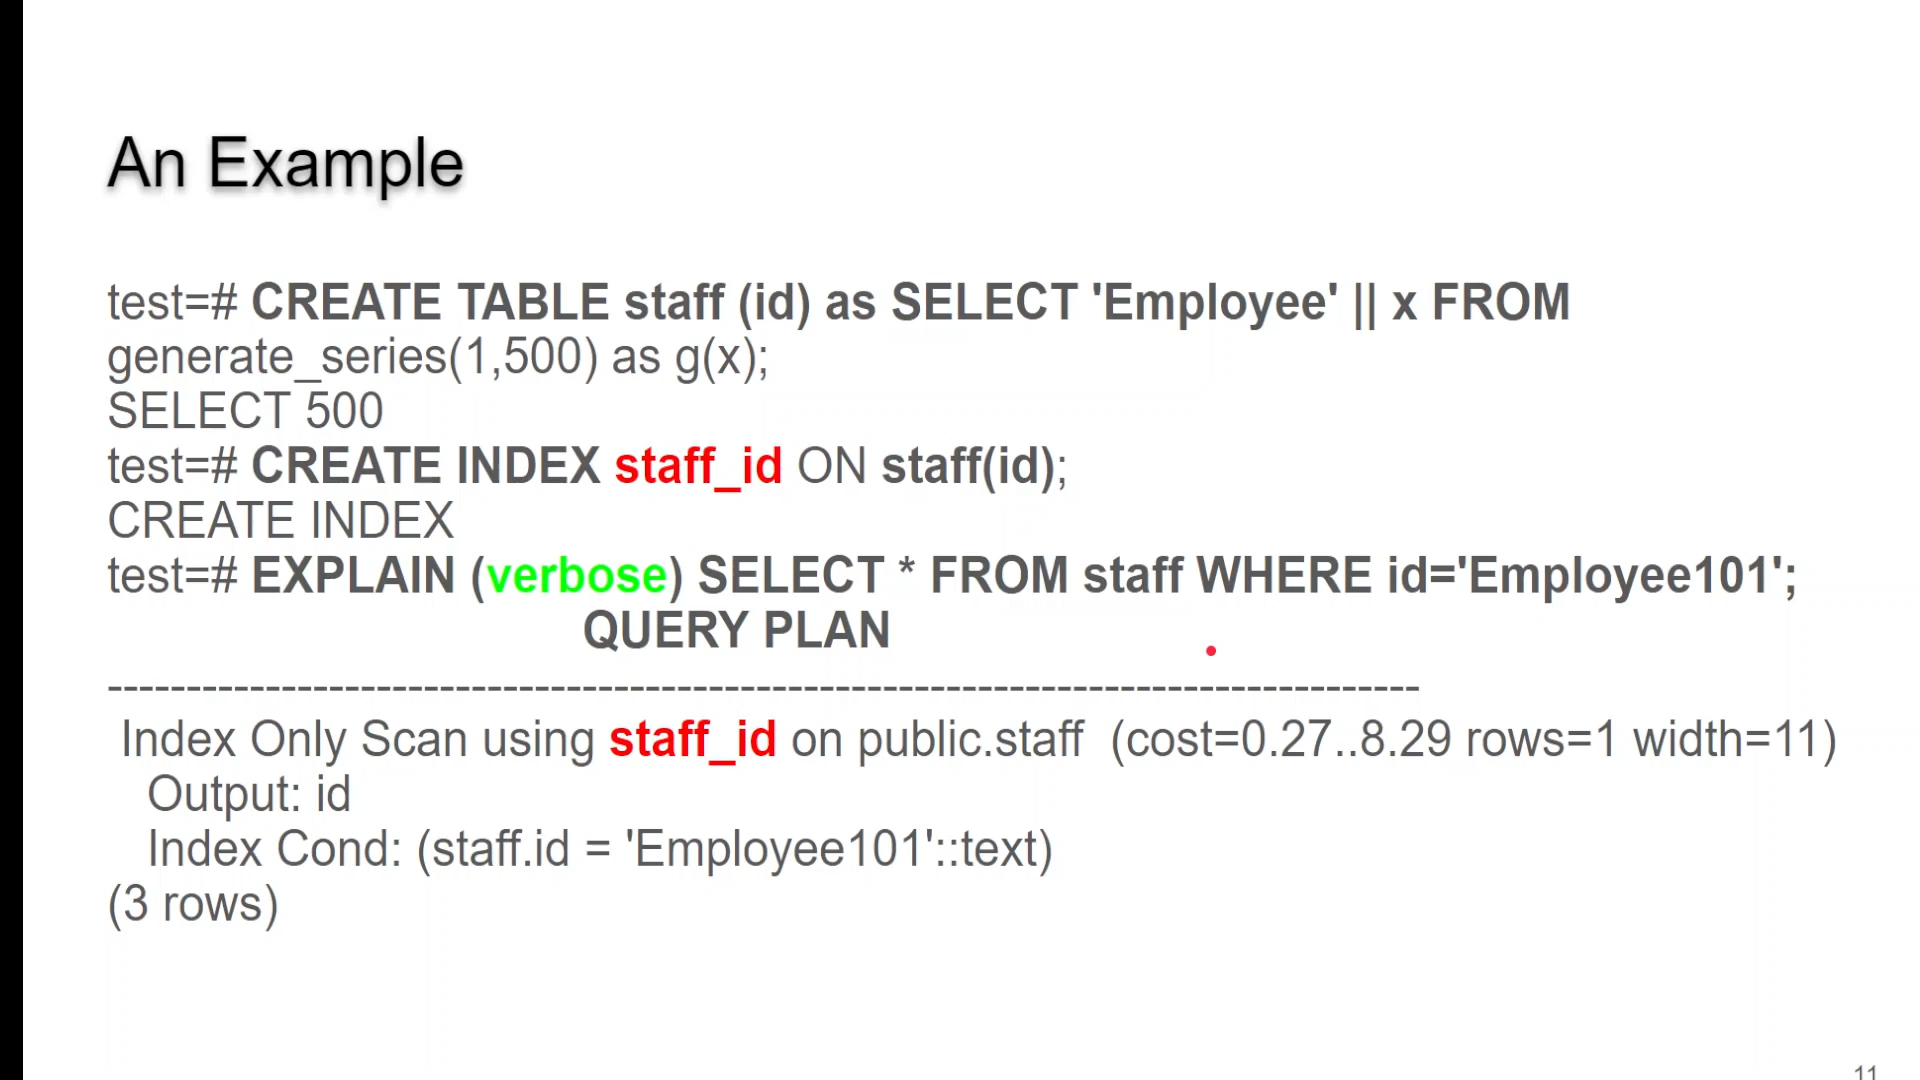 An Example
test=# CREATE TABLE staff (id) as SELECT 'Employee' || x FROM
generate_series(1,500) as g(x);
SELECT 500
test=# CREATE INDEX staff_id ON staff(id);
CREATE INDEX
test=# EXPLAIN (verbose) SELECT * FROM staff WHERE id='Employee101';
QUERY PLAN
-----------------------------------------------------------------------------------
Index Only Scan using staff_id on public.staff (cost=0.27..8.29 rows=1 width=11)
Output: id
Index Cond: (staff.id = 'Employee101'::text)
(3 rows)
11